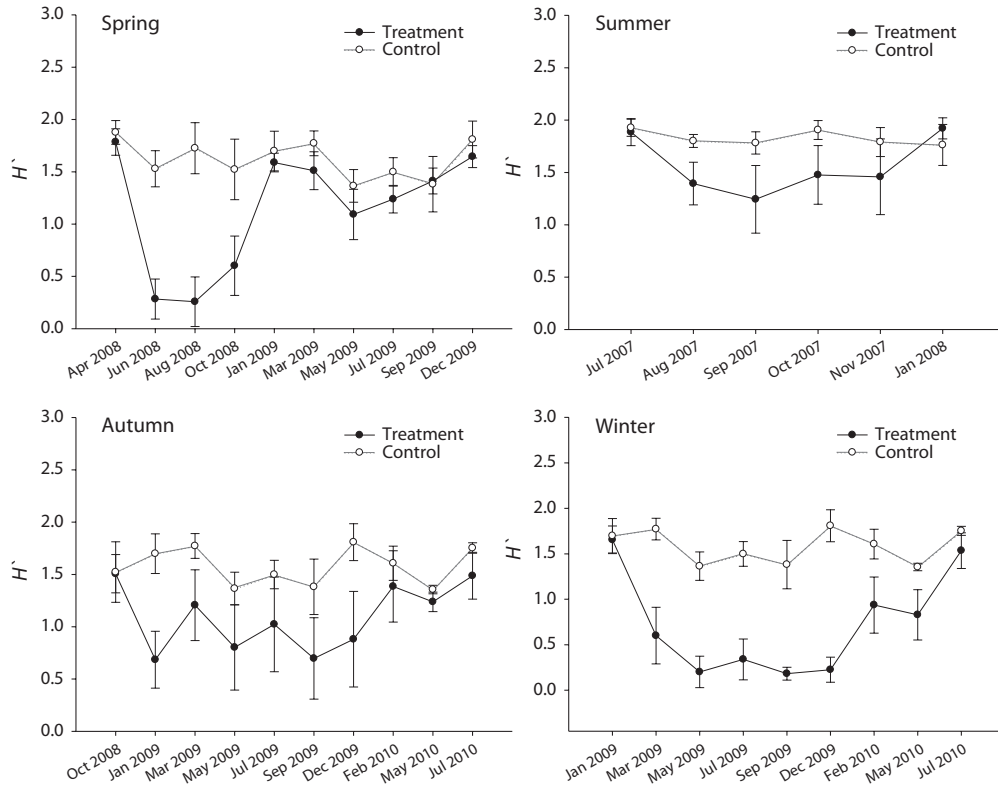 Spring
Treatment
Control
3.0
2.5
2.0
1.5
1.0
0.5
0.0
H`
Apr 2008
Jun 2008
Aug 2008
Oct 2008
Jan 2009
Mar 2009
May 2009
Jul 2009
Sep 2009
Dec 2009
Summer
Treatment
Control
3.0
2.5
2.0
1.5
1.0
0.5
0.0
H`
Jul 2007
Aug 2007
Sep 2007
Oct 2007
Nov 2007
Jan 2008
Autumn
Treatment
Control
3.0
2.5
2.0
1.5
1.0
0.5
0.0
H`
Oct 2008
Jan 2009
Mar 2009
May 2009
Jul 2009
Sep 2009
Dec 2009
Feb 2010
May 2010
Jul 2010
Winter
Treatment
Control
3.0
2.5
2.0
1.5
1.0
0.5
0.0
H`
Jan 2009
Mar 2009
May 2009
Jul 2009
Sep 2009
Dec 2009
Feb 2010
May 2010
Jul 2010